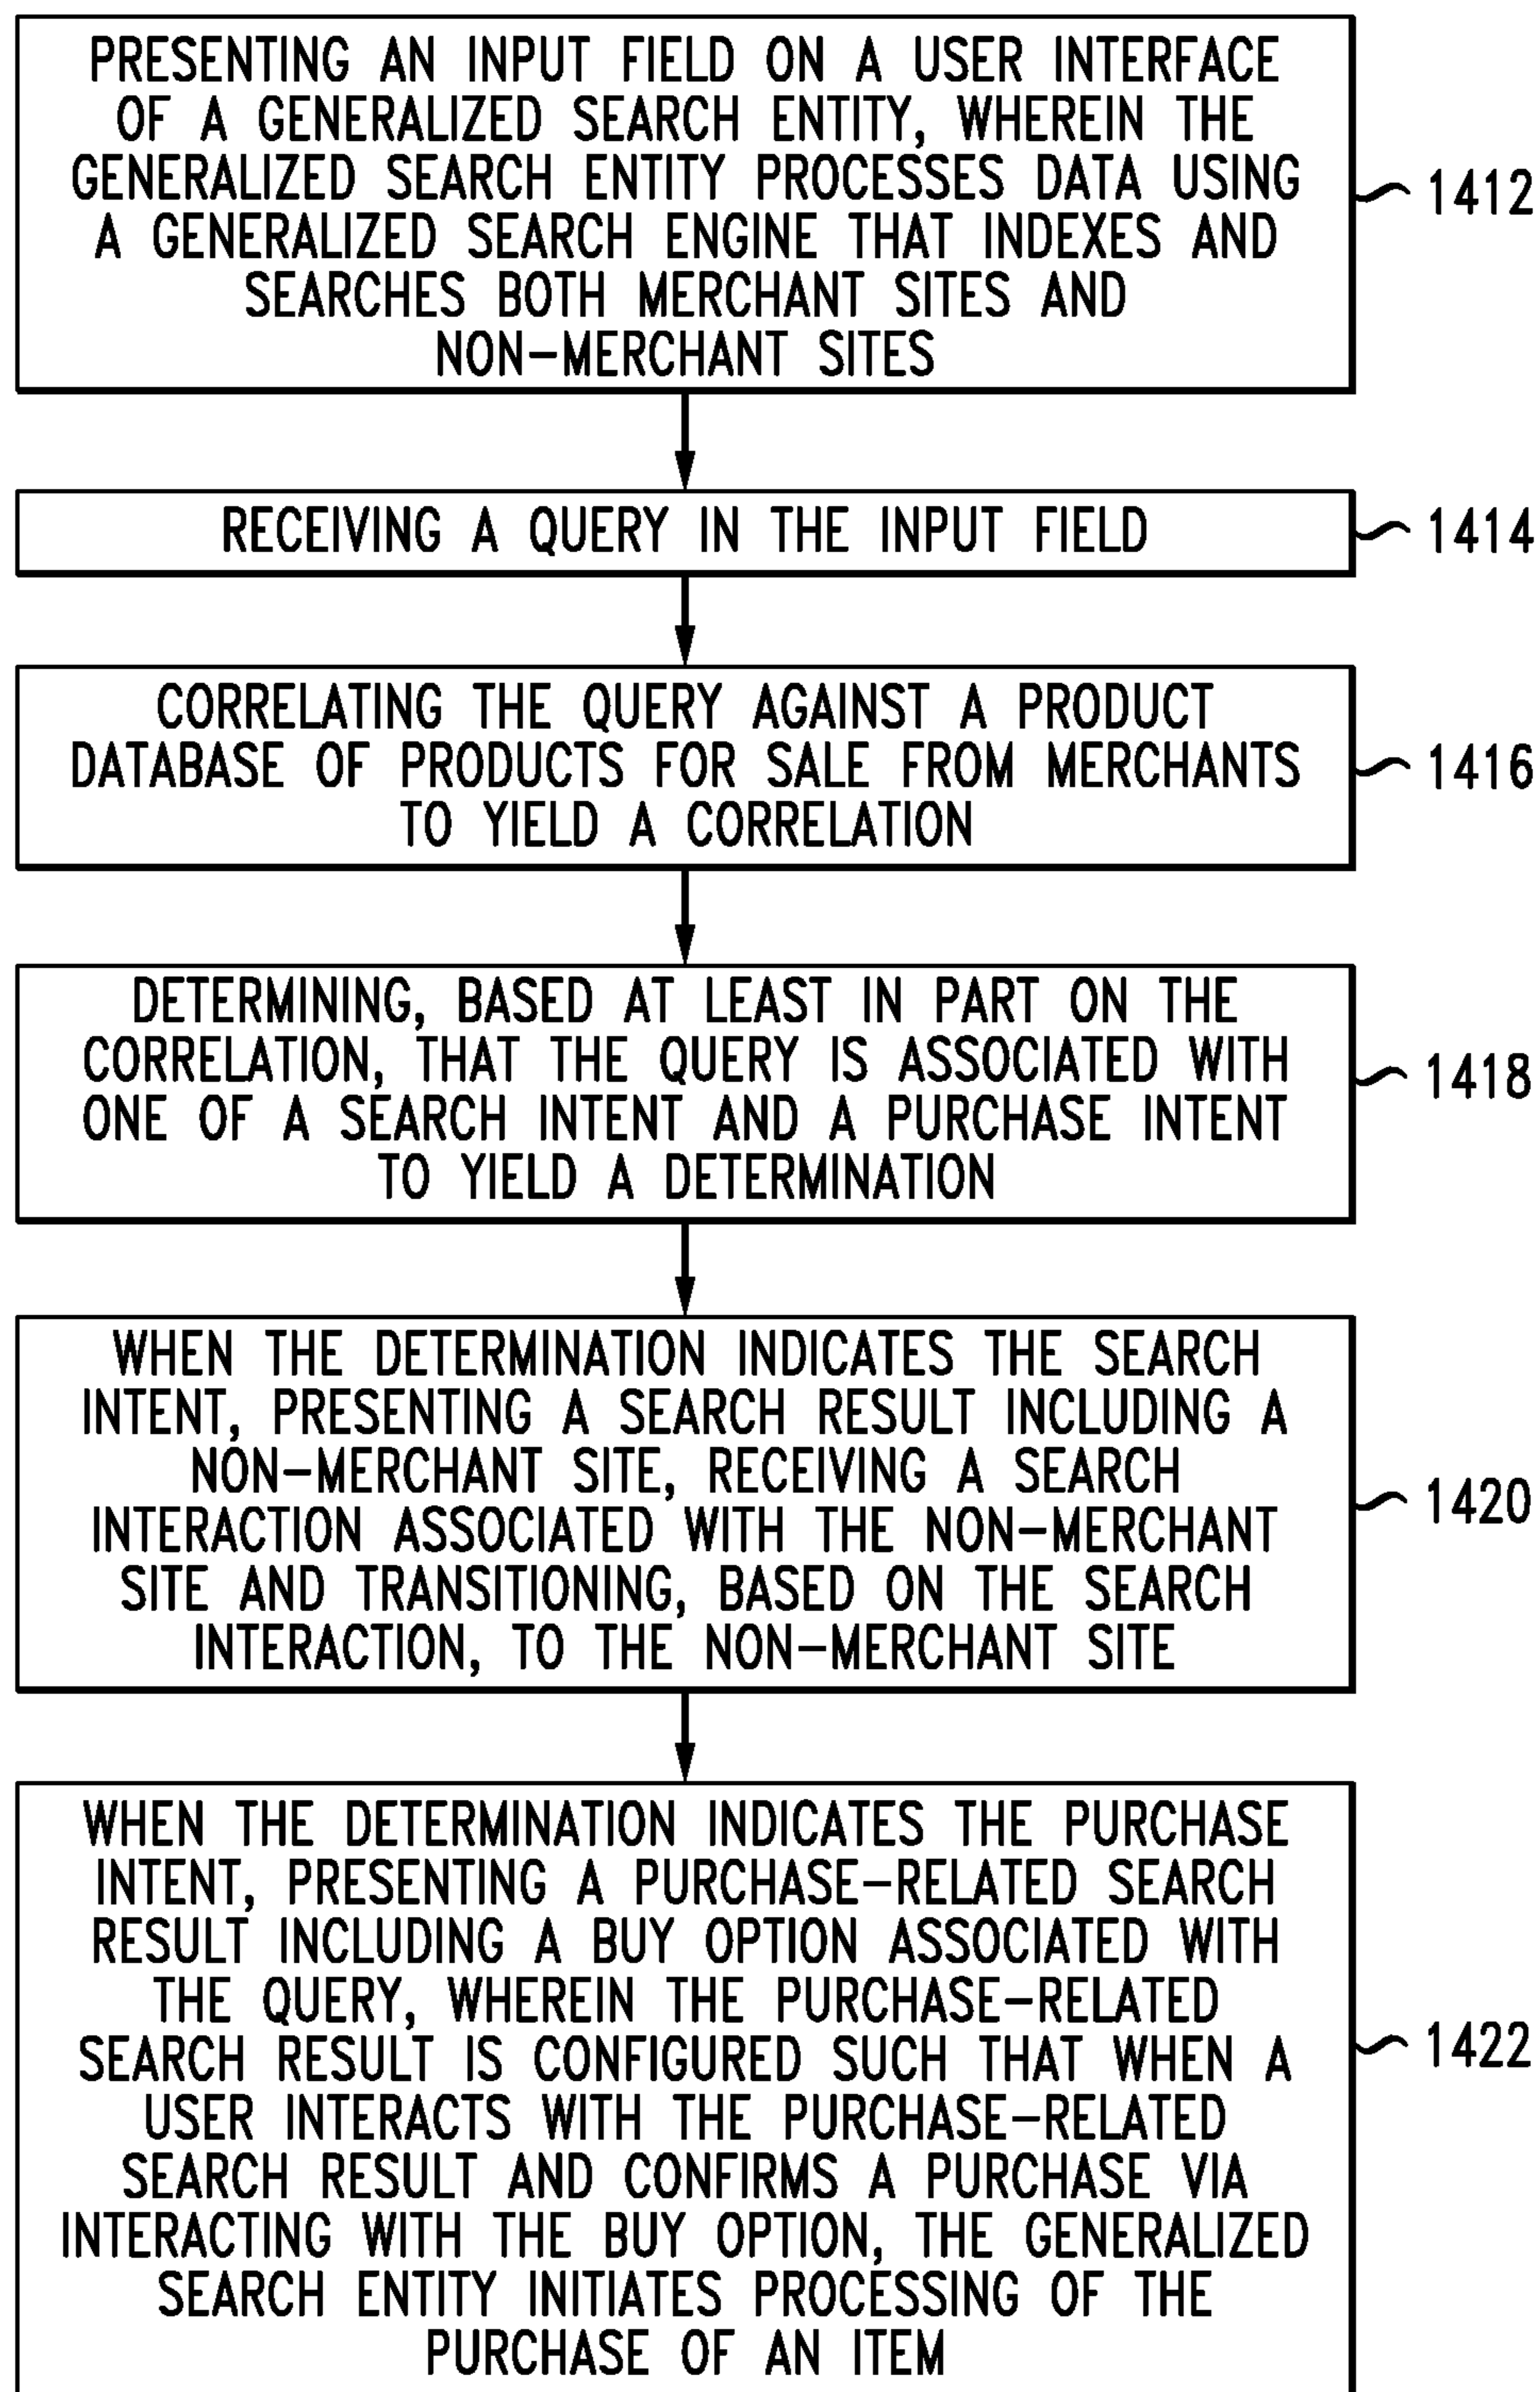 PRESENTING AN INPUT FIELD ON A USER INTERFACE
OF A GENERALIZED SEARCH ENTITY, WHEREIN THE
GENERALIZED SEARCH ENTITY PROCESSES DATA USING
A GENERALIZED SEARCH ENGINE THAT INDEXES AND
SEARCHES BOTH MERCHANT SITES AND
NON-MERCHANT SITES
1412
RECEIVING A QUERY IN THE INPUT FIELD
1414
CORRELATING THE QUERY AGAINST A PRODUCT
DATABASE OF PRODUCTS FOR SALE FROM MERCHANTS
TO YIELD A CORRELATION
1416
DETERMINING, BASED AT LEAST IN PART ON THE
CORRELATION, THAT THE QUERY IS ASSOCIATED WITH
ONE OF A SEARCH INTENT AND A PURCHASE INTENT
TO YIELD A DETERMINATION
1418
WHEN THE DETERMINATION INDICATES THE SEARCH
INTENT, PRESENTING A SEARCH RESULT INCLUDING A
NON-MERCHANT SITE, RECEIVING A SEARCH
INTERACTION ASSOCIATED WITH THE NON-MERCHANT
SITE AND TRANSITIONING, BASED ON THE SEARCH
INTERACTION, TO THE NON-MERCHANT SITE
1420
WHEN THE DETERMINATION INDICATES THE PURCHASE
INTENT, PRESENTING A PURCHASE-RELATED SEARCH
RESULT INCLUDING A BUY OPTION ASSOCIATED WITH
THE QUERY, WHEREIN THE PURCHASE-RELATED
SEARCH RESULT IS CONFIGURED SUCH THAT WHEN A
USER INTERACTS WITH THE PURCHASE-RELATED
SEARCH RESULT AND CONFIRMS A PURCHASE VIA
INTERACTING WITH THE BUY OPTION, THE GENERALIZED
SEARCH ENTITY INITIATES PROCESSING OF THE
PURCHASE OF AN ITEM
1422